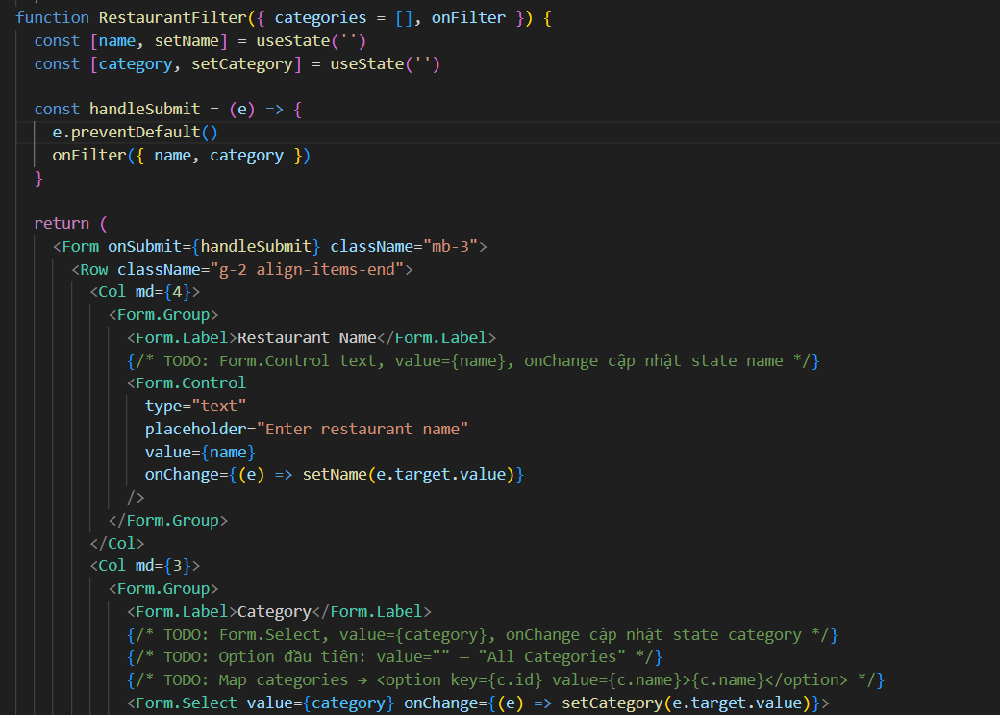 function RestaurantFilter({ categories = [], onFilter }) {
  const [name, setName] = useState('')
  const [category, setCategory] = useState('')

  const handleSubmit = (e) => {
    e.preventDefault()
    onFilter({ name, category })
  }

  return (
    <Form onSubmit={handleSubmit} className="mb-3">
      <Row className="g-2 align-items-end">
        <Col md={4}>
          <Form.Group>
            <Form.Label>Restaurant Name</Form.Label>
            {/* TODO: Form.Control text, value={name}, onChange cập nhật state name */}
            <Form.Control
              type="text"
              placeholder="Enter restaurant name"
              value={name}
              onChange={(e) => setName(e.target.value)}
            />
          </Form.Group>
        </Col>
        <Col md={3}>
          <Form.Group>
            <Form.Label>Category</Form.Label>
            {/* TODO: Form.Select, value={category}, onChange cập nhật state category */}
            {/* TODO: Option đầu tiên: value="" — "All Categories" */}
            {/* TODO: Map categories → <option key={c.id} value={c.name}>{c.name}</option> */}
            <Form.Select value={category} onChange={(e) => setCategory(e.target.value)}>